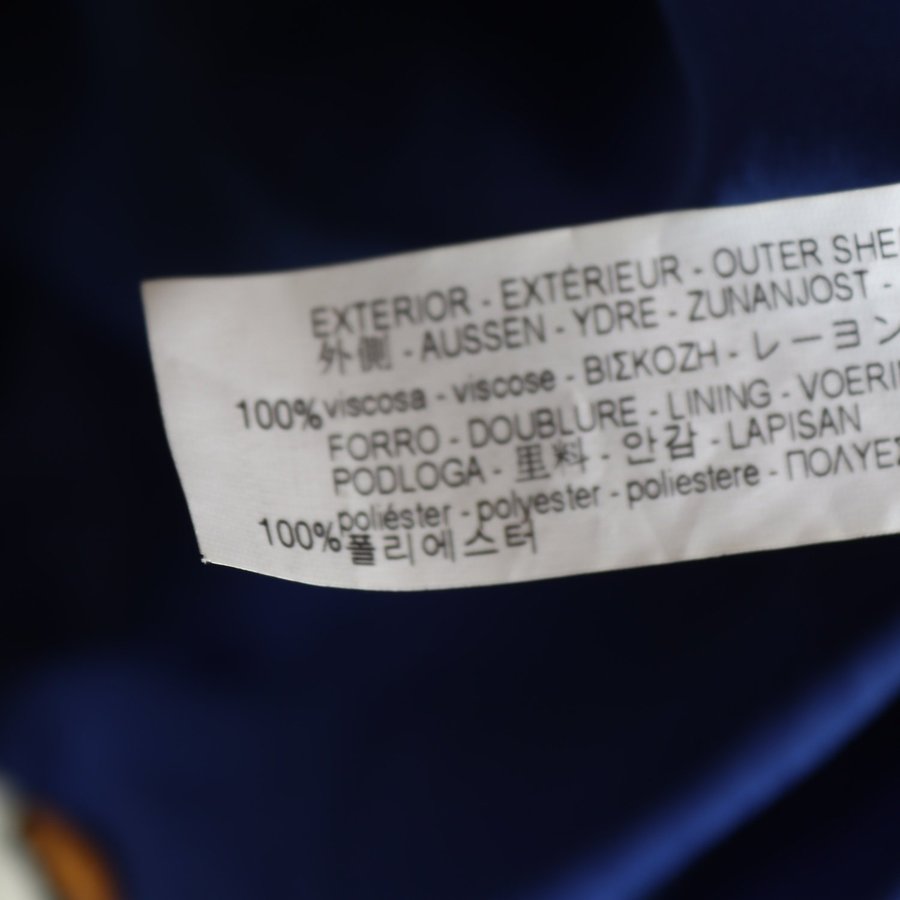 EXTERIOR - EXTÉRIEUR - OUTER SHE
外側 - AUSSEN - YDRE - ZUNANJOST -
100% viscosa - viscose - ΒΙΣΚΟΖΗ - レーヨン
FORRO - DOUBLURE - LINING - VOERI
PODLOGA - 里料 - 안감 - LAPISAN
100% poliéster - polyester - poliestere - ΠΟΛΥΕΣ
폴리에스터